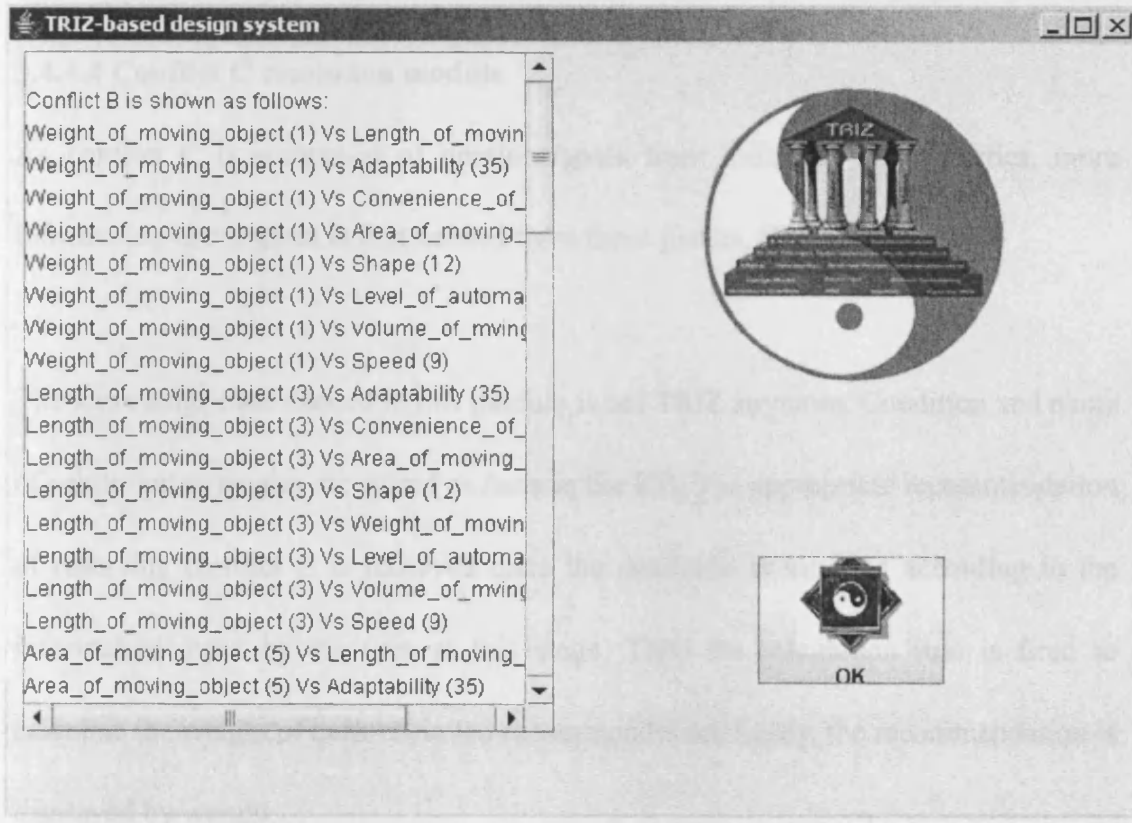 TRIZ-based design system
Conflict B is shown as follows:
Weight_of_moving_object (1) Vs Length_of_movin
Weight_of_moving_object (1) Vs Adaptability (35)
Weight_of_moving_object (1) Vs Convenience_of_
Weight_of_moving_object (1) Vs Area_of_moving_
Weight_of_moving_object (1) Vs Shape (12)
Weight_of_moving_object (1) Vs Level_of_automa
Weight_of_moving_object (1) Vs Volume_of_mving
Weight_of_moving_object (1) Vs Speed (9)
Length_of_moving_object (3) Vs Adaptability (35)
Length_of_moving_object (3) Vs Convenience_of_
Length_of_moving_object (3) Vs Area_of_moving_
Length_of_moving_object (3) Vs Shape (12)
Length_of_moving_object (3) Vs Weight_of_movin
Length_of_moving_object (3) Vs Level_of_automa
Length_of_moving_object (3) Vs Volume_of_mving
Length_of_moving_object (3) Vs Speed (9)
Area_of_moving_object (5) Vs Length_of_moving_
Area_of_moving_object (5) Vs Adaptability (35)
TRIZ
OK